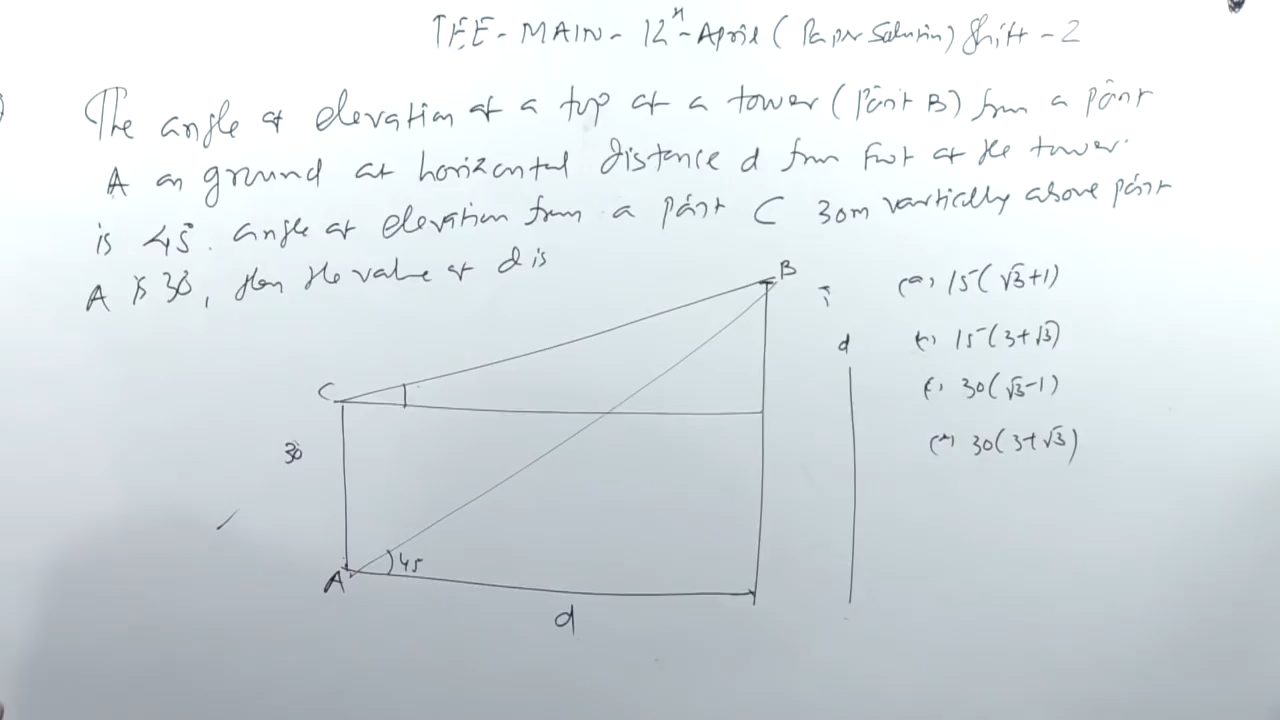 JEE-MAIN-12th-April (Paper Solution) Shift-2
The angle of elevation of a top of a tower (Point B) from a point
A on ground at horizontal distance d from foot of the tower
is 45°. angle of elevation from a point C 30m vertically above point
A is 30, then the value of d is
B
(a) 15(√3+1)
d
(b) 15(3+√3)
C
(c) 30(√3-1)
30
(d) 30(3+√3)
45
A
d